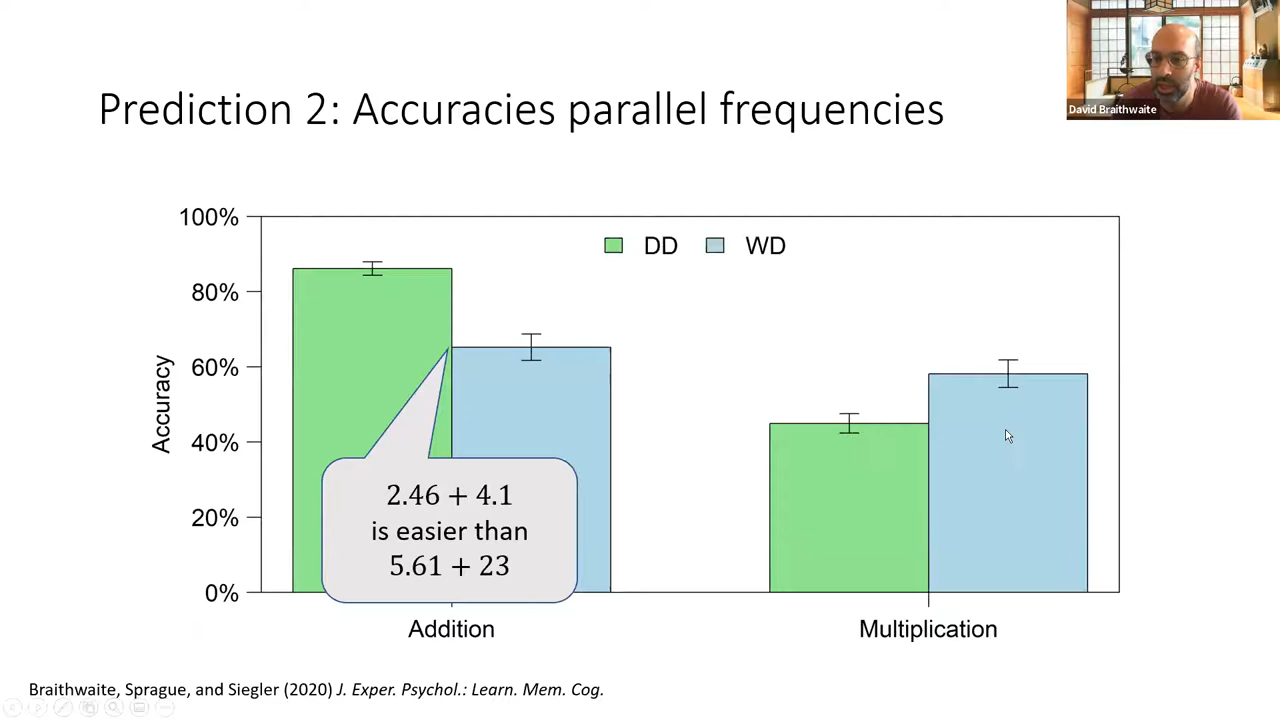 David Braithwaite
Prediction 2: Accuracies parallel frequencies
100%
80%
60%
40%
20%
0%
Accuracy
DD WD
2.46 + 4.1
is easier than
5.61 + 23
Addition
Multiplication
Braithwaite, Sprague, and Siegler (2020) J. Exper. Psychol.: Learn. Mem. Cog.